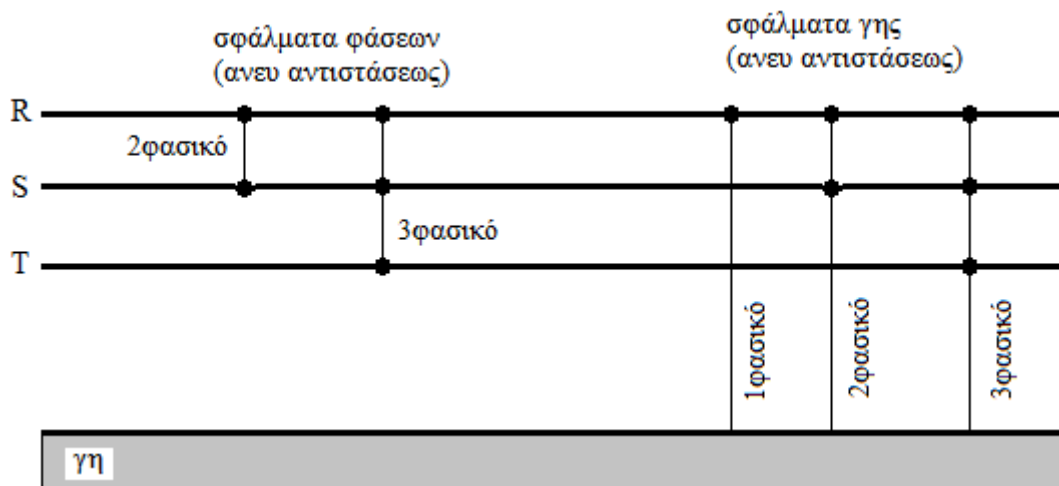 σφάλματα φάσεων
(ανευ αντιστάσεως)
σφάλματα γης
(ανευ αντιστάσεως)
R
2φασικό
S
3φασικό
T
1φασικό
2φασικό
3φασικό
γη